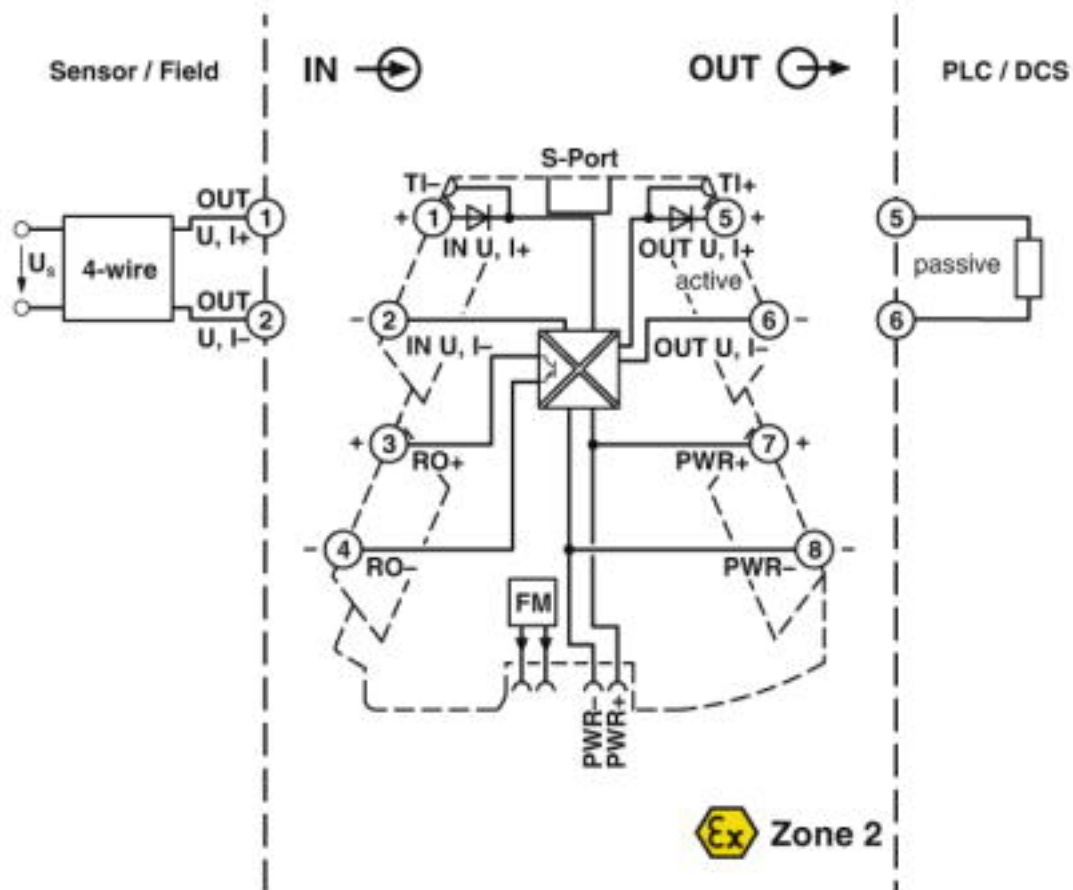 Sensor / Field
IN
OUT
PLC / DCS
S-Port
TI–
TI+
OUT
U, I+
1
+
1
IN U, I+
OUT U, I+
5
+
5
Us
4-wire
active
passive
OUT
U, I–
2
–
2
IN U, I–
OUT U, I–
6
–
6
+
3
RO+
PWR+
7
+
–
4
RO–
PWR–
8
–
FM
PWR–
PWR+
Ex
Zone 2